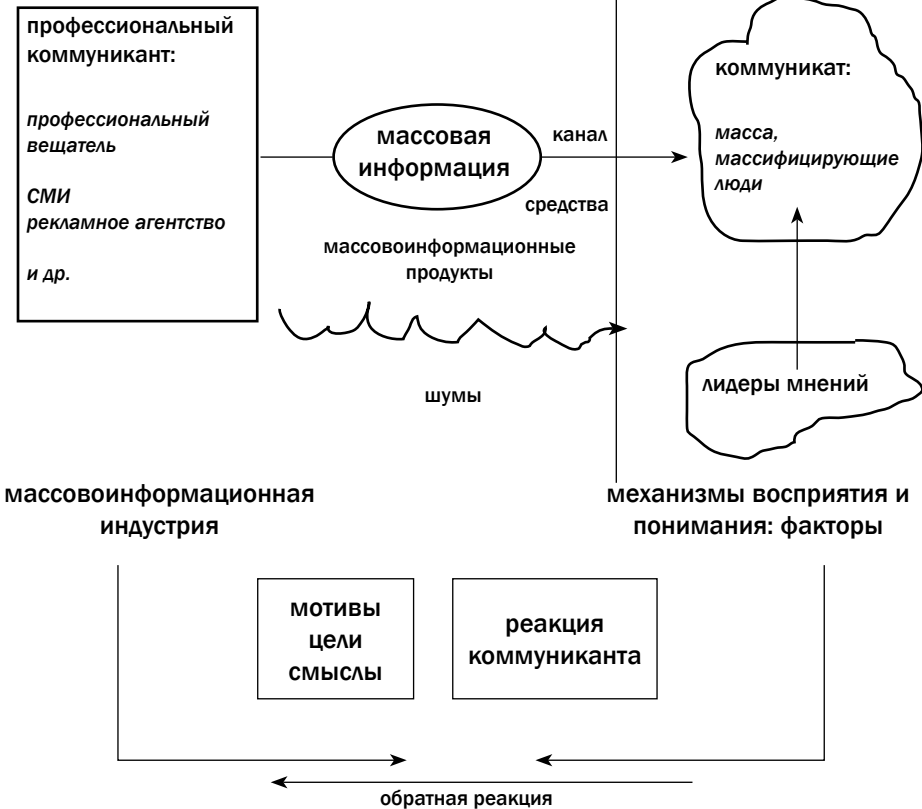 профессиональный
коммуникант:
профессиональный
вещатель
СМИ
рекламное агентство
и др.
массовая
информация
канал
средства
массовоинформационные
продукты
шумы
коммуникат:
масса,
массифицирующие
люди
лидеры мнений
массовоинформационная
индустрия
механизмы восприятия и
понимания: факторы
мотивы
цели
смыслы
реакция
коммуниканта
обратная реакция